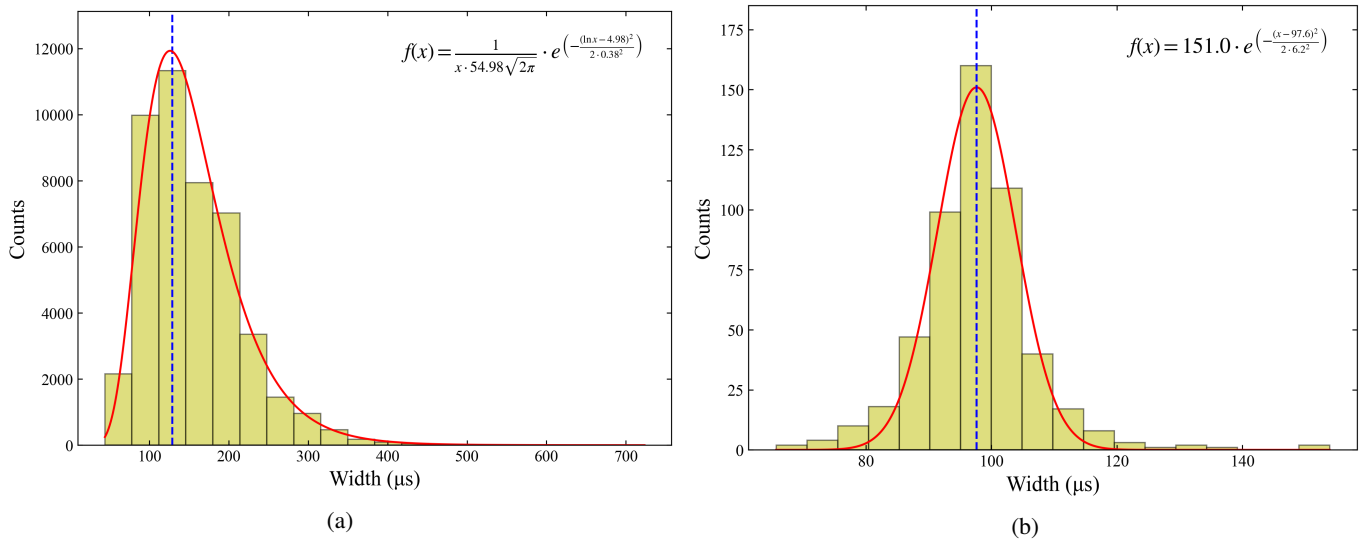 f(x) = 1/(x · 54.98√2π) · e^(−(ln x − 4.98)²/(2 · 0.38²))
12000
10000
8000
6000
4000
2000
0
Counts
100 200 300 400 500 600 700
Width (μs)
(a)
f(x) = 151.0 · e^(−(x − 97.6)²/(2 · 6.2²))
175
150
125
100
75
50
25
0
Counts
80 100 120 140
Width (μs)
(b)